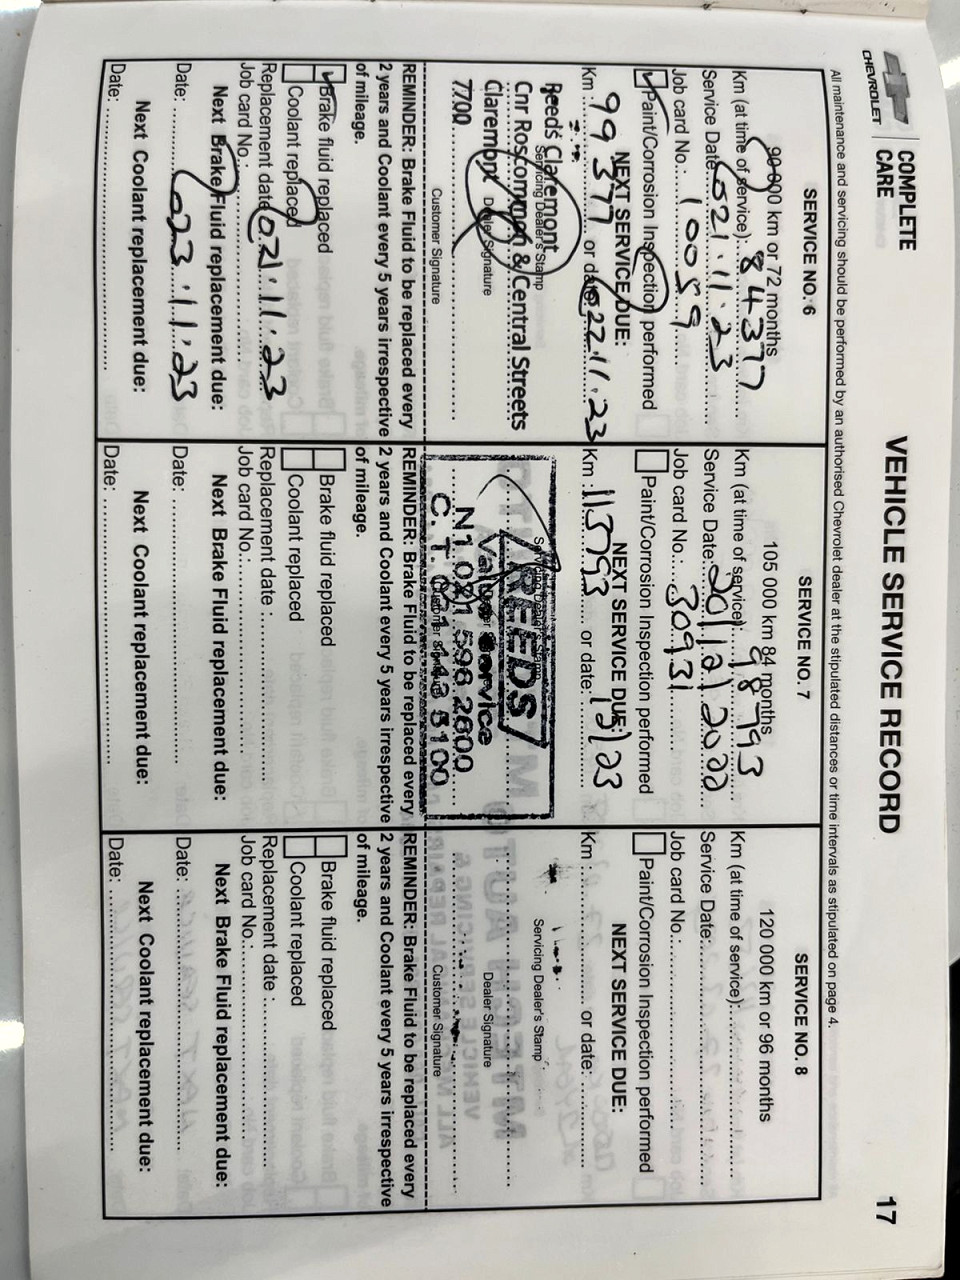 CHEVROLET
COMPLETE
CARE
VEHICLE SERVICE RECORD
17
All maintenance and servicing should be performed by an authorised Chevrolet dealer at the stipulated distances or time intervals as stipulated on page 4.
SERVICE NO. 6
90 000 km or 72 months
Km (at time of service): 84377
Service Date: 021.11.23
Job card No.: 10059
Paint/Corrosion Inspection performed
NEXT SERVICE DUE:
Km 99377 or date: 022.11.23
Reeds Claremont
Servicing Dealer's Stamp
Cnr Roscommon & Central Streets
Claremont
Dealer Signature
7700
Customer Signature
REMINDER: Brake Fluid to be replaced every
2 years and Coolant every 5 years irrespective
of mileage.
Brake fluid replaced
Coolant replaced
Replacement date 021.11.23
Job card No.:
Next Brake Fluid replacement due:
Date: 023.11.23
Next Coolant replacement due:
Date:
SERVICE NO. 7
105 000 km 84 months
Km (at time of service): 98793
Service Date: 20/12/2022
Job card No.: 30931
Paint/Corrosion Inspection performed
NEXT SERVICE DUE:
Km: 113793 or date: 12/23
Servicing Dealer's Stamp
REEDS
Value Service
N1 021 596 2600
C.T. 021 443 5100
Customer Signature
REMINDER: Brake Fluid to be replaced every
2 years and Coolant every 5 years irrespective
of mileage.
Brake fluid replaced
Coolant replaced
Replacement date :
Job card No.:
Next Brake Fluid replacement due:
Date:
Next Coolant replacement due:
Date:
SERVICE NO. 8
120 000 km or 96 months
Km (at time of service):
Service Date:
Job card No.:
Paint/Corrosion Inspection performed
NEXT SERVICE DUE:
Km : or date:
Servicing Dealer's Stamp
Dealer Signature
Customer Signature
REMINDER: Brake Fluid to be replaced every
2 years and Coolant every 5 years irrespective
of mileage.
Brake fluid replaced
Coolant replaced
Replacement date :
Job card No.:
Next Brake Fluid replacement due:
Date:
Next Coolant replacement due:
Date: